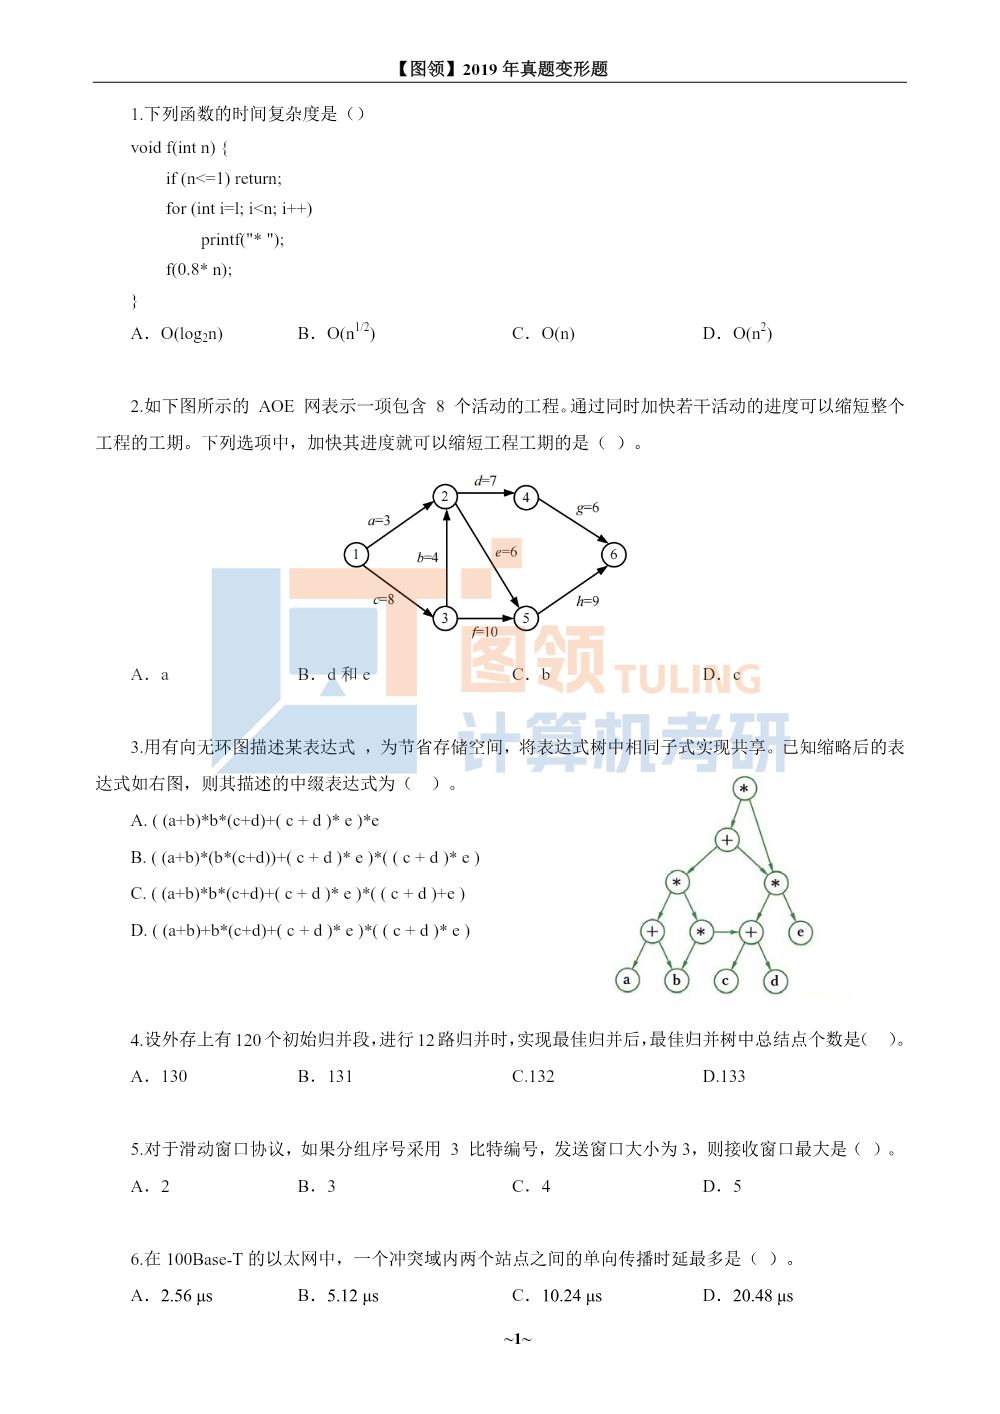 【图领】2019 年真题变形题
1.下列函数的时间复杂度是（）
void f(int n) {
if (n<=1) return;
for (int i=l; i<n; i++)
printf("* ");
f(0.8* n);
}
A．O(log₂n) B．O(n^1/2) C．O(n) D．O(n²)
2.如下图所示的 AOE 网表示一项包含 8 个活动的工程。通过同时加快若干活动的进度可以缩短整个
工程的工期。下列选项中，加快其进度就可以缩短工程工期的是（ ）。
d=7
2 4
a=3 g=6
1 b=4 e=6 6
c=8 h=9
3 5
f=10
A．a B．d 和 e C．b D．c
图领 TULING
计算机考研
3.用有向无环图描述某表达式 ，为节省存储空间，将表达式树中相同子式实现共享。已知缩略后的表
达式如右图，则其描述的中缀表达式为（ ）。
A. ( (a+b)*b*(c+d)+( c + d )* e )*e
B. ( (a+b)*(b*(c+d))+( c + d )* e )*( ( c + d )* e )
C. ( (a+b)*b*(c+d)+( c + d )* e )*( ( c + d )+e )
D. ( (a+b)+b*(c+d)+( c + d )* e )*( ( c + d )* e )
*
+
* *
+ * + e
a b c d
4.设外存上有 120 个初始归并段，进行 12 路归并时，实现最佳归并后，最佳归并树中总结点个数是（ ）。
A．130 B．131 C.132 D.133
5.对于滑动窗口协议，如果分组序号采用 3 比特编号，发送窗口大小为 3，则接收窗口最大是（ ）。
A．2 B．3 C．4 D．5
6.在 100Base-T 的以太网中，一个冲突域内两个站点之间的单向传播时延最多是（ ）。
A．2.56 μs B．5.12 μs C．10.24 μs D．20.48 μs
~1~